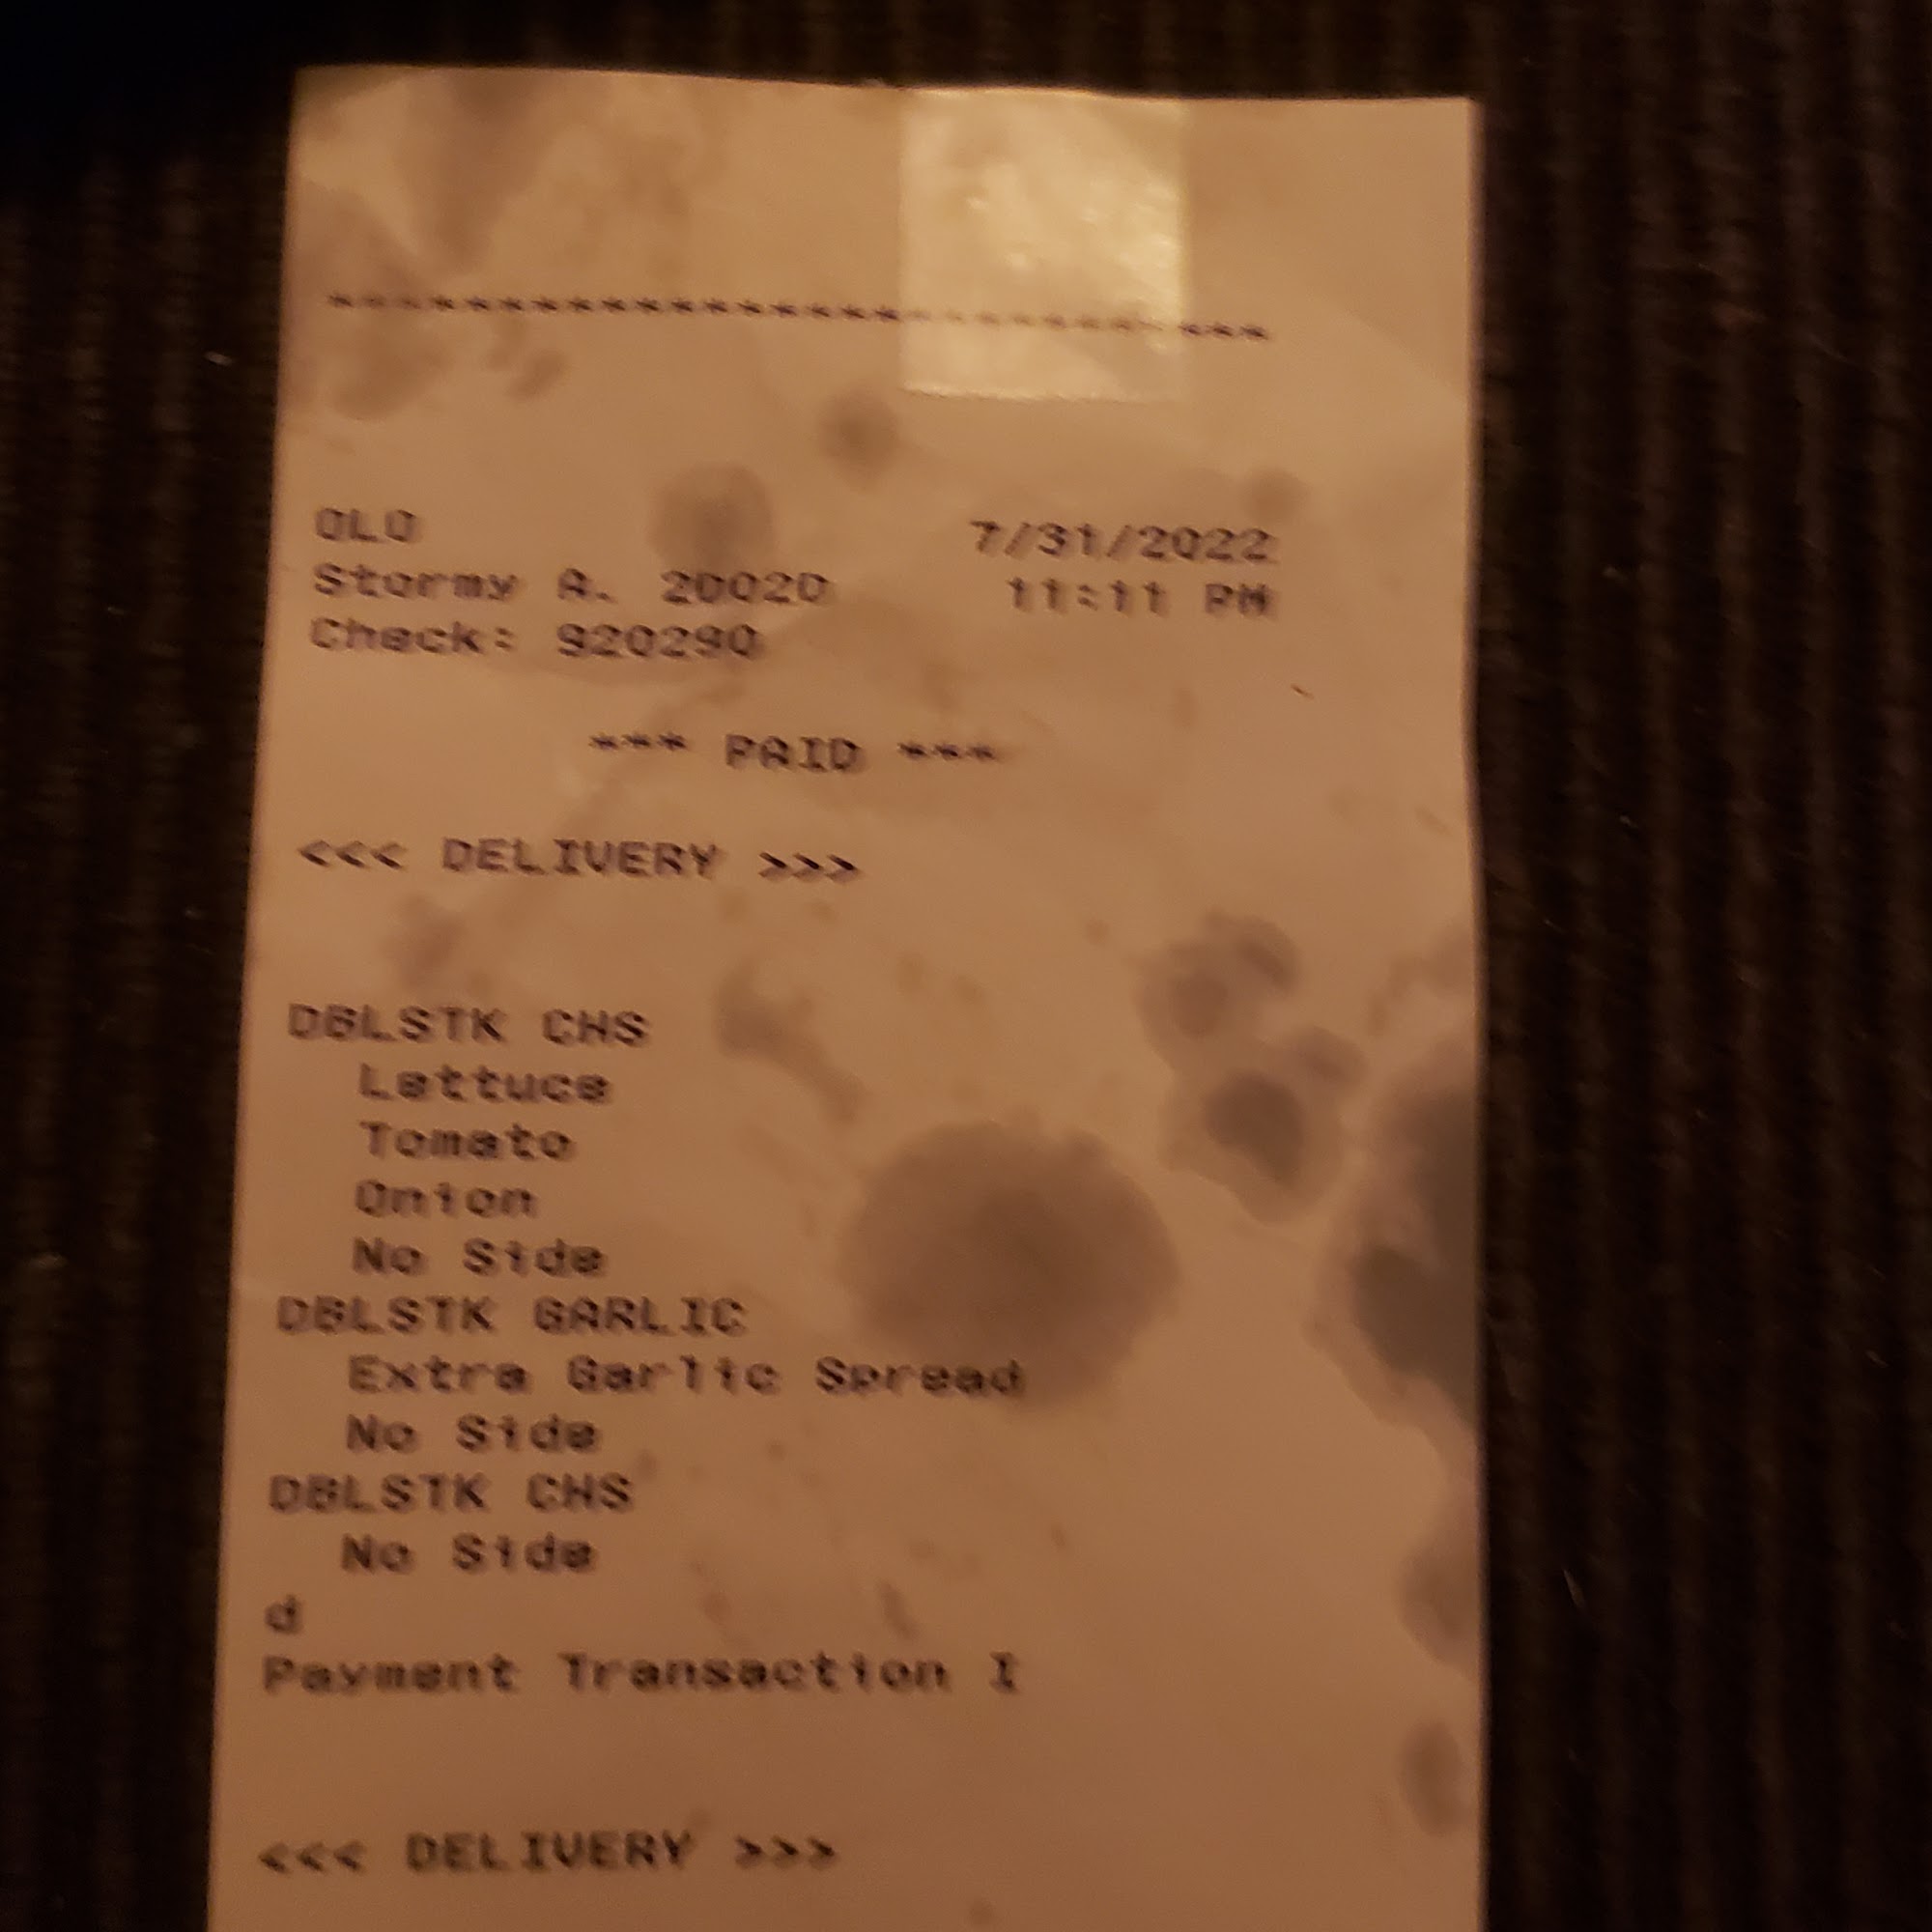 *****************************
OLO 7/31/2022
Stormy A. 20020 11:11 PM
Check: 920290
*** PAID ***
<<< DELIVERY >>>
DBLSTK CHS
Lettuce
Tomato
Onion
No Side
DBLSTK GARLIC
Extra Garlic Spread
No Side
DBLSTK CHS
No Side
d
Payment Transaction I
<<< DELIVERY >>>